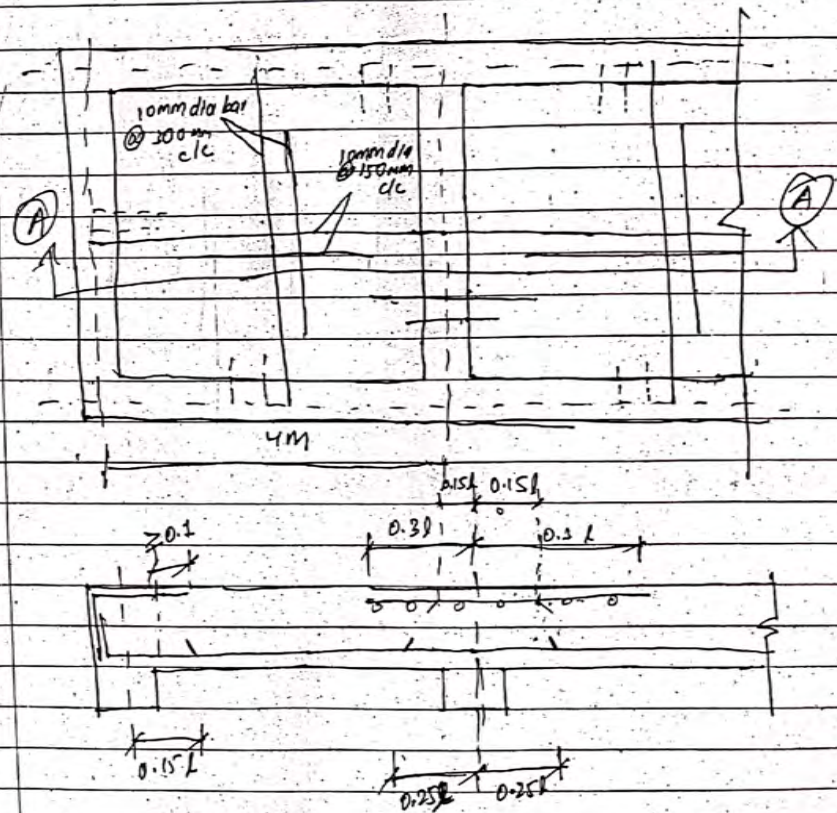 10mm dia bar
@ 300mm
c/c
10mm dia
@ 150mm
c/c
A
A
4M
0.15l
0.15l
≥0.1
0.3l
0.3 l
0.15l
0.25l
0.25l